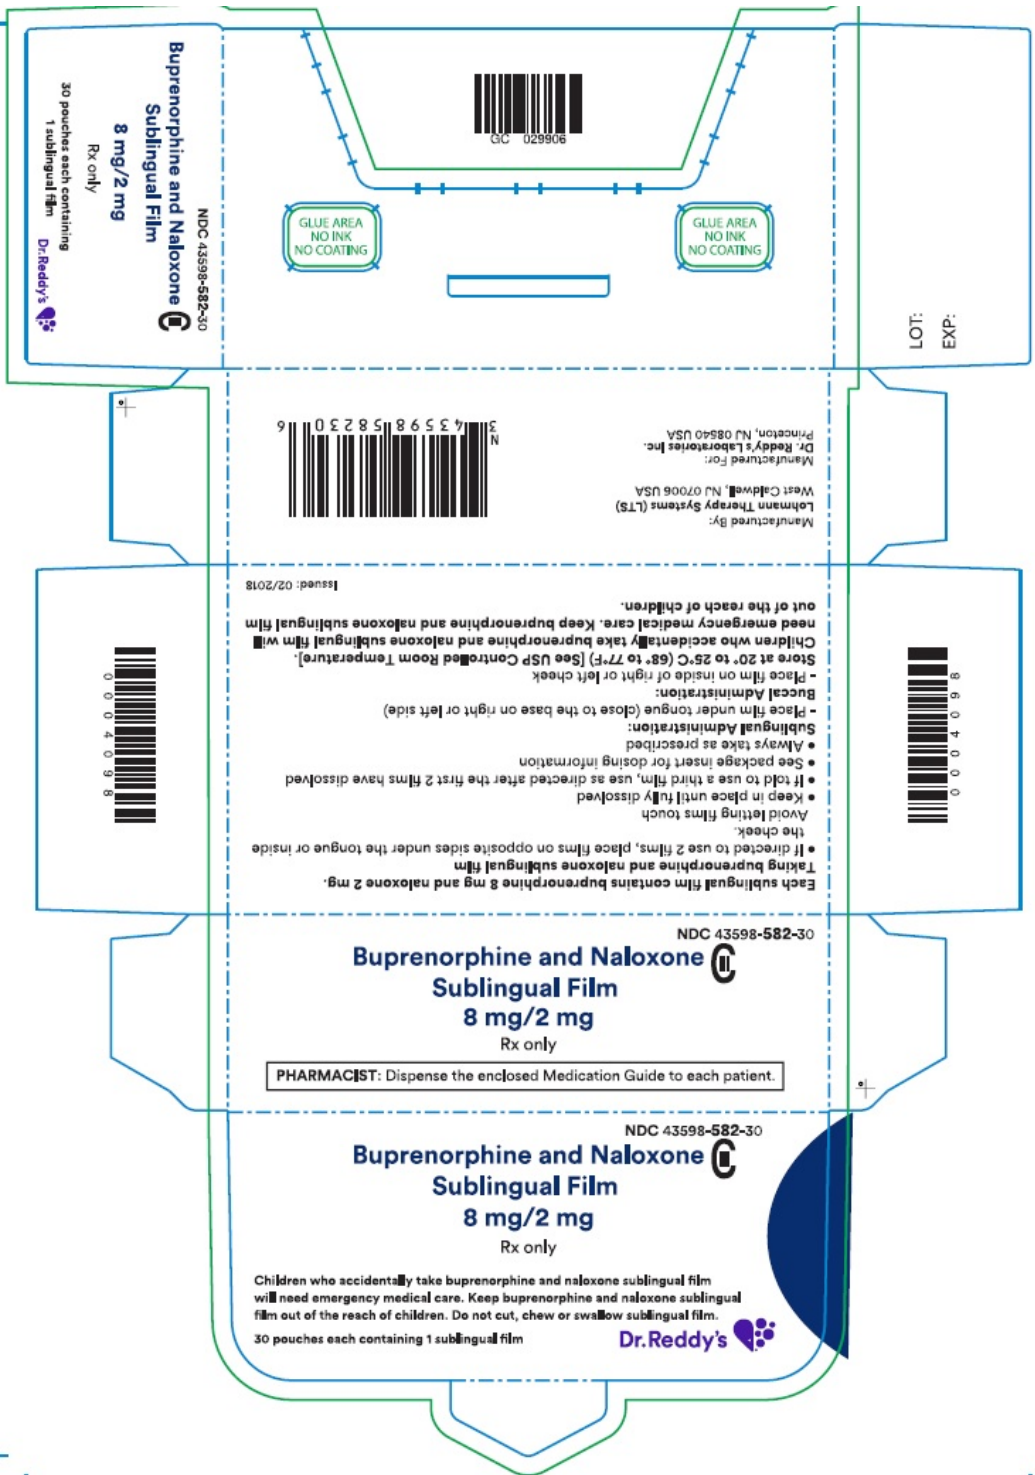 NDC 43598-582-30
Buprenorphine and Naloxone CIII
Sublingual Film
8 mg/2 mg
Rx only
30 pouches each containing
1 sublingual film
Dr.Reddy's
GC 029906
GLUE AREA
NO INK
NO COATING
GLUE AREA
NO INK
NO COATING
LOT:
EXP:
Manufactured By:
Lohmann Therapy Systems (LTS)
West Caldwell, NJ 07006 USA
Manufactured For:
Dr. Reddy's Laboratories Inc.
Princeton, NJ 08540 USA
N
3 43598 58230 6
Each sublingual film contains buprenorphine 8 mg and naloxone 2 mg.
Taking buprenorphine and naloxone sublingual film
• If directed to use 2 films, place films on opposite sides under the tongue or inside
the cheek.
Avoid letting films touch
• Keep in place until fully dissolved
• If told to use a third film, use as directed after the first 2 films have dissolved
• See package insert for dosing information
• Always take as prescribed
Sublingual Administration:
- Place film under tongue (close to the base on right or left side)
Buccal Administration:
- Place film on inside of right or left cheek
Store at 20° to 25°C (68° to 77°F) [See USP Controlled Room Temperature].
Children who accidentally take buprenorphine and naloxone sublingual film will
need emergency medical care. Keep buprenorphine and naloxone sublingual film
out of the reach of children.
Issued: 02/2018
0004098
0004098
NDC 43598-582-30
Buprenorphine and Naloxone CIII
Sublingual Film
8 mg/2 mg
Rx only
PHARMACIST: Dispense the enclosed Medication Guide to each patient.
NDC 43598-582-30
Buprenorphine and Naloxone CIII
Sublingual Film
8 mg/2 mg
Rx only
Children who accidentally take buprenorphine and naloxone sublingual film
will need emergency medical care. Keep buprenorphine and naloxone sublingual
film out of the reach of children. Do not cut, chew or swallow sublingual film.
30 pouches each containing 1 sublingual film
Dr.Reddy's